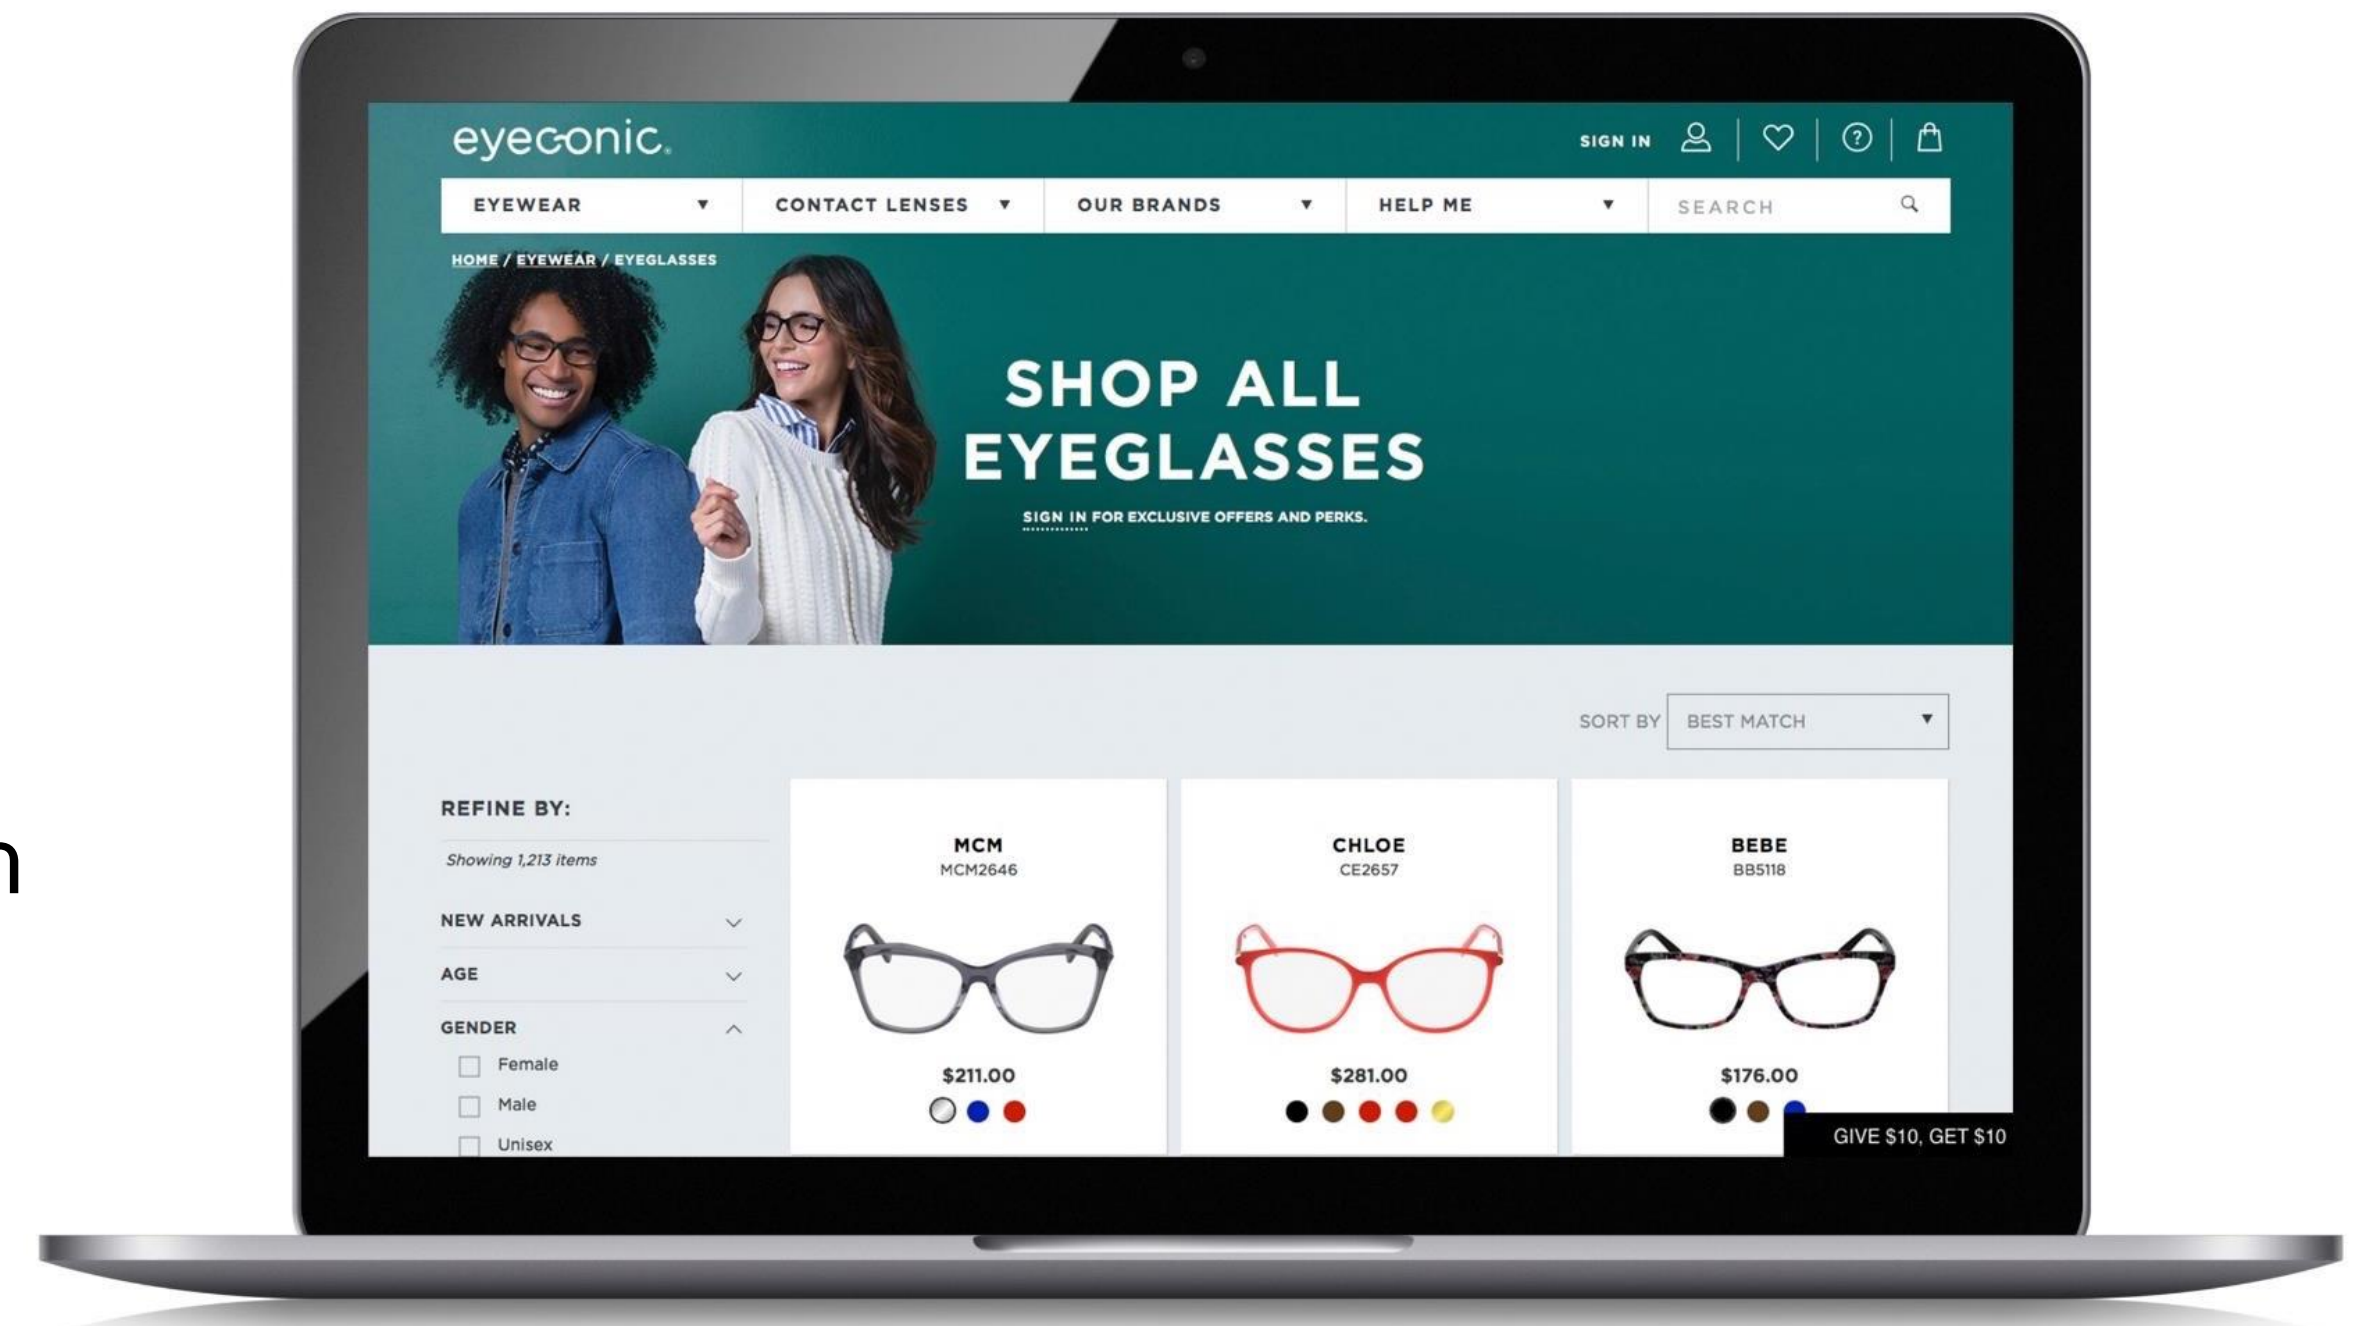 eyeconic.
SIGN IN
EYEWEAR
CONTACT LENSES
OUR BRANDS
HELP ME
SEARCH
HOME / EYEWEAR / EYEGLASSES
SHOP ALL
EYEGLASSES
SIGN IN FOR EXCLUSIVE OFFERS AND PERKS.
SORT BY BEST MATCH
REFINE BY:
Showing 1,213 items
NEW ARRIVALS
AGE
GENDER
Female
Male
Unisex
MCM
MCM2646
$211.00
CHLOE
CE2657
$281.00
BEBE
BB5118
$176.00
GIVE $10, GET $10